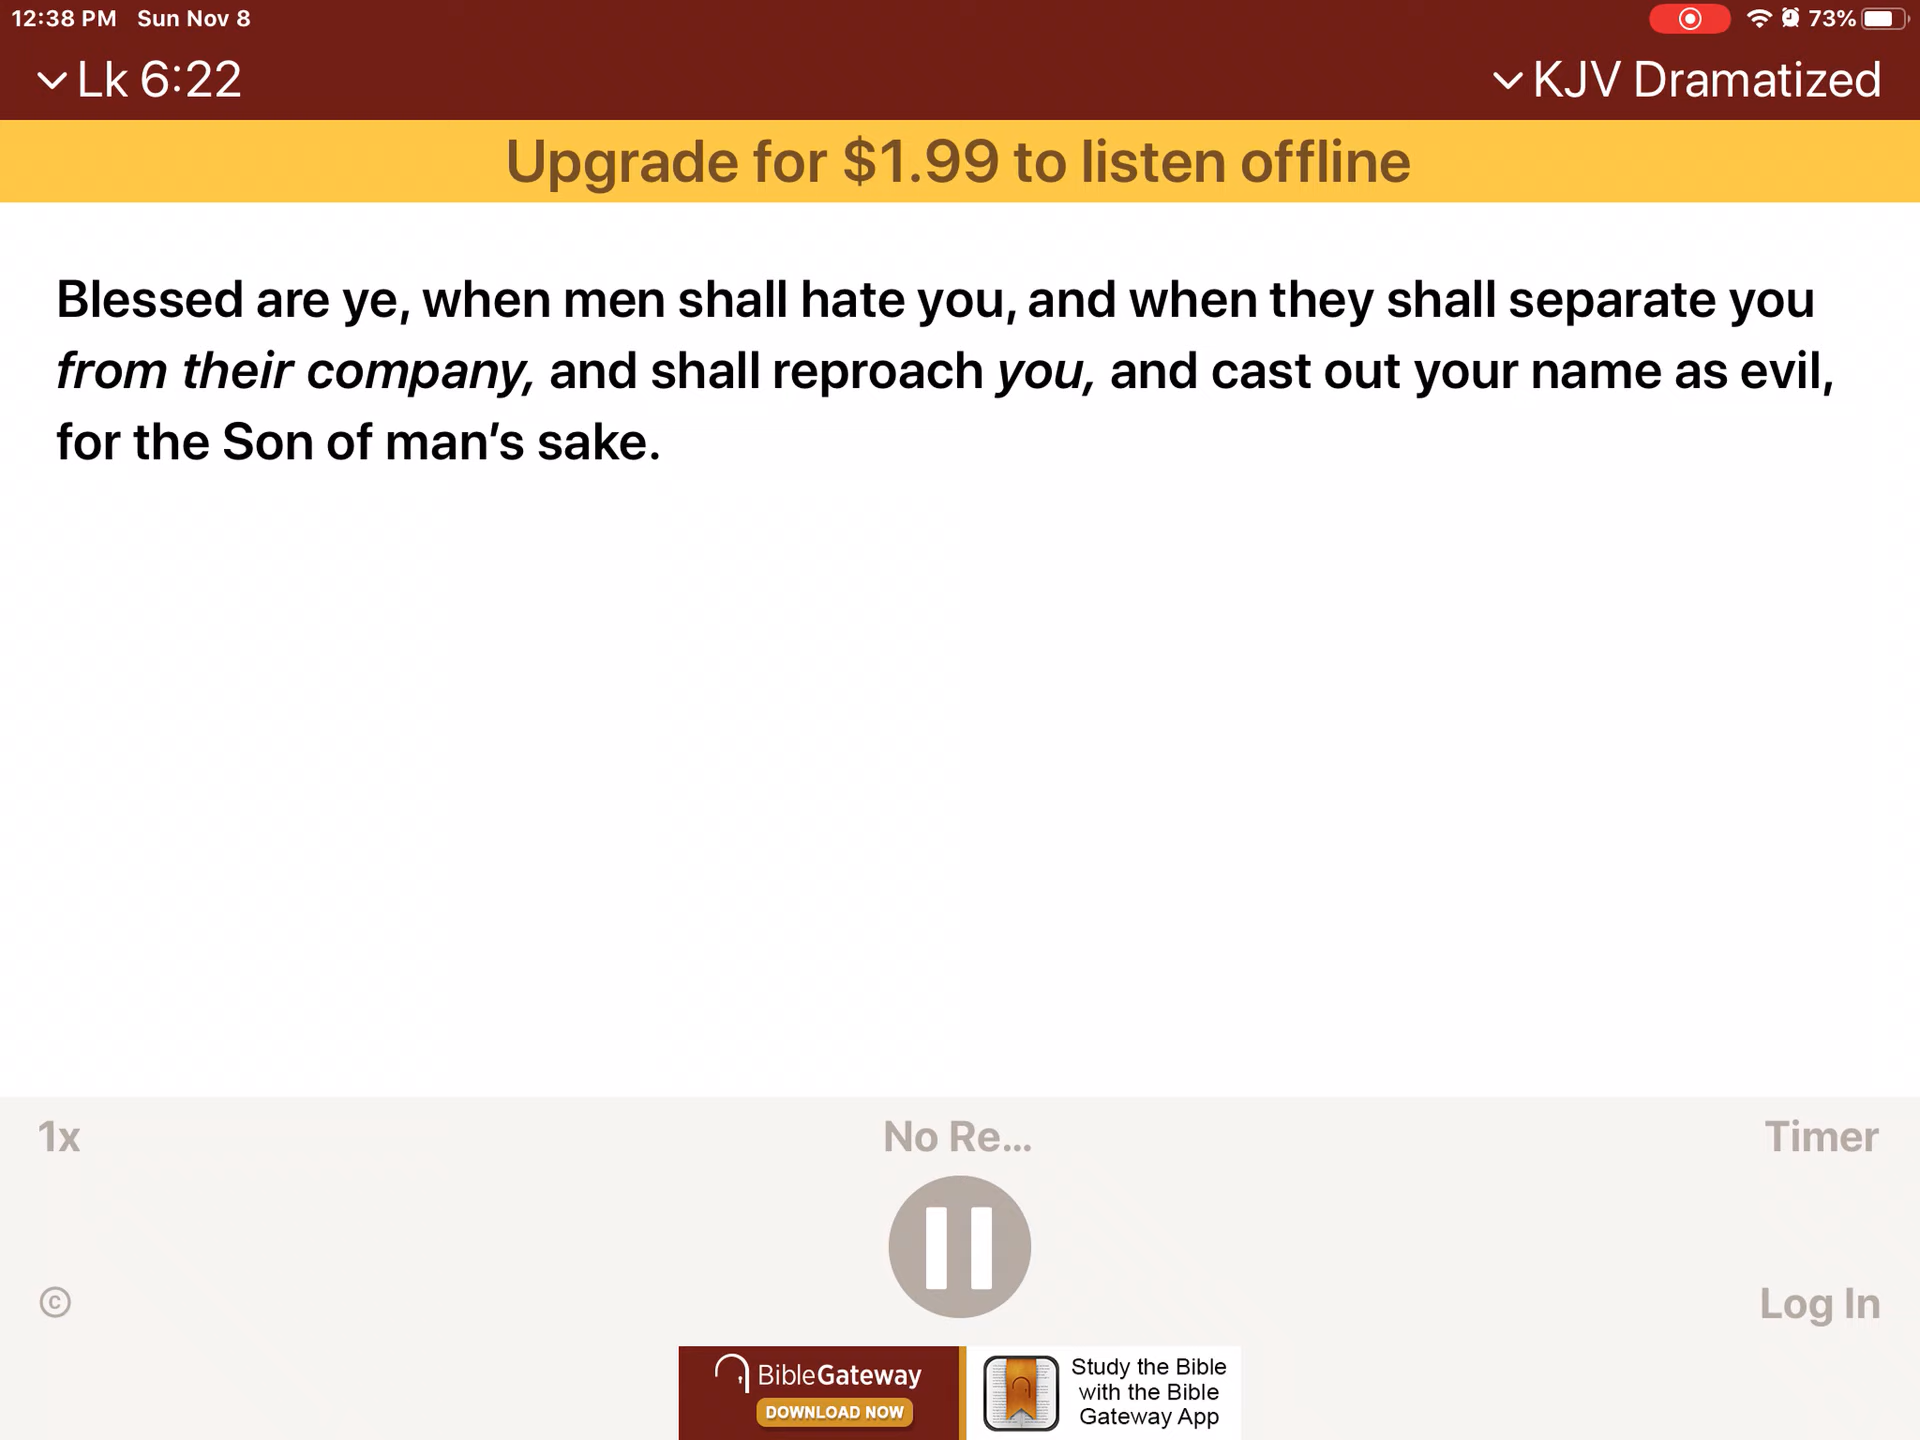 12:38 PM Sun Nov 8
73%
Lk 6:22
KJV Dramatized
Upgrade for $1.99 to listen offline
Blessed are ye, when men shall hate you, and when they shall separate you
from their company, and shall reproach you, and cast out your name as evil,
for the Son of man’s sake.
1x
No Re...
Timer
©
Log In
BibleGateway
DOWNLOAD NOW
Study the Bible
with the Bible
Gateway App